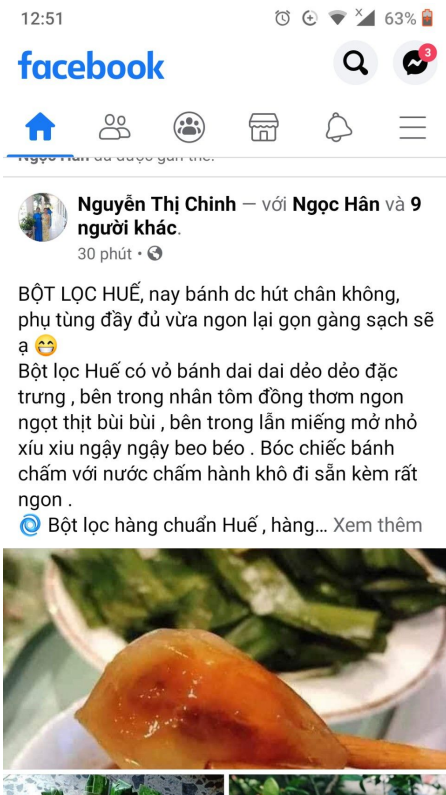 12:51
63%
facebook
3
Nguyễn Thị Chinh — với Ngọc Hân và 9
người khác.
30 phút •
BỘT LỌC HUẾ, nay bánh dc hút chân không,
phụ tùng đầy đủ vừa ngon lại gọn gàng sạch sẽ
ạ 😁
Bột lọc Huế có vỏ bánh dai dai dẻo dẻo đặc
trưng , bên trong nhân tôm đồng thơm ngon
ngọt thịt bùi bùi , bên trong lẫn miếng mở nhỏ
xíu xiu ngậy ngậy beo béo . Bóc chiếc bánh
chấm với nước chấm hành khô đi sẵn kèm rất
ngon .
🌀 Bột lọc hàng chuẩn Huế , hàng... Xem thêm